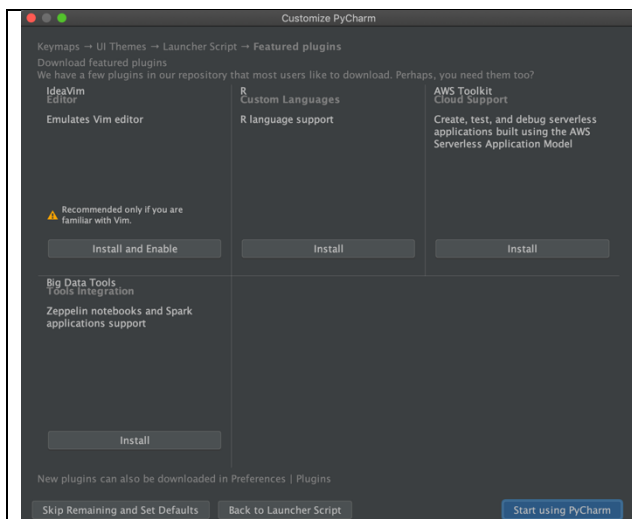 Customize PyCharm
Keymaps → UI Themes → Launcher Script → Featured plugins
Download featured plugins
We have a few plugins in our repository that most users like to download. Perhaps, you need them too?
IdeaVim
Editor
Emulates Vim editor
Recommended only if you are
familiar with Vim.
Install and Enable
R
Custom Languages
R language support
Install
AWS Toolkit
Cloud Support
Create, test, and debug serverless
applications built using the AWS
Serverless Application Model
Install
Big Data Tools
Tools Integration
Zeppelin notebooks and Spark
applications support
Install
New plugins can also be downloaded in Preferences | Plugins
Skip Remaining and Set Defaults
Back to Launcher Script
Start using PyCharm